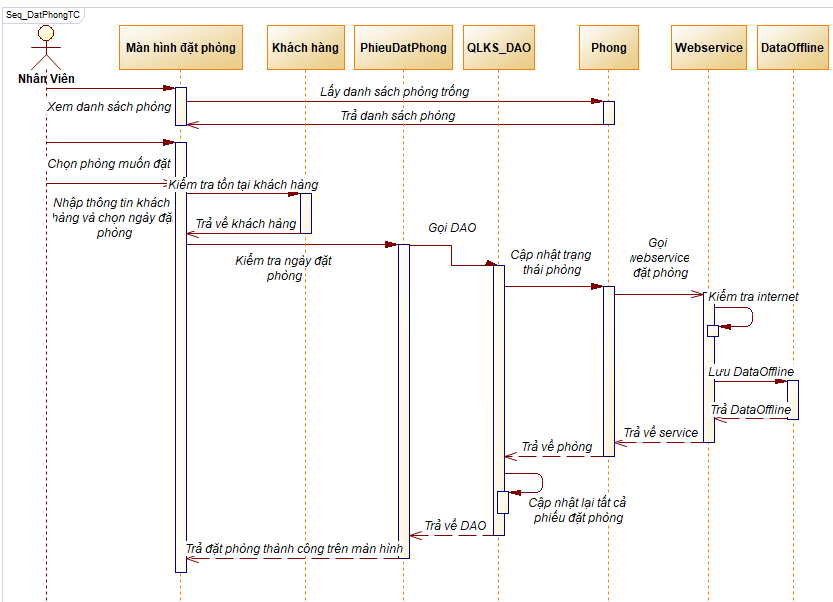 Seq_DatPhongTC
Nhân Viên
Màn hình đặt phòng
Khách hàng
PhieuDatPhong
QLKS_DAO
Phong
Webservice
DataOffline
Xem danh sách phòng
Lấy danh sách phòng trống
Trả danh sách phòng
Chọn phòng muốn đặt
Kiểm tra tồn tại khách hàng
Nhập thông tin khách
hàng và chọn ngày đặ
phòng
Trả về khách hàng
Kiểm tra ngày đặt
phòng
Gọi DAO
Cập nhật trạng
thái phòng
Gọi
webservice
đặt phòng
Kiểm tra internet
Lưu DataOffline
Trả DataOffline
Trả về service
Trả về phòng
Cập nhật lại tất cả
phiếu đặt phòng
Trả về DAO
Trả đặt phòng thành công trên màn hình